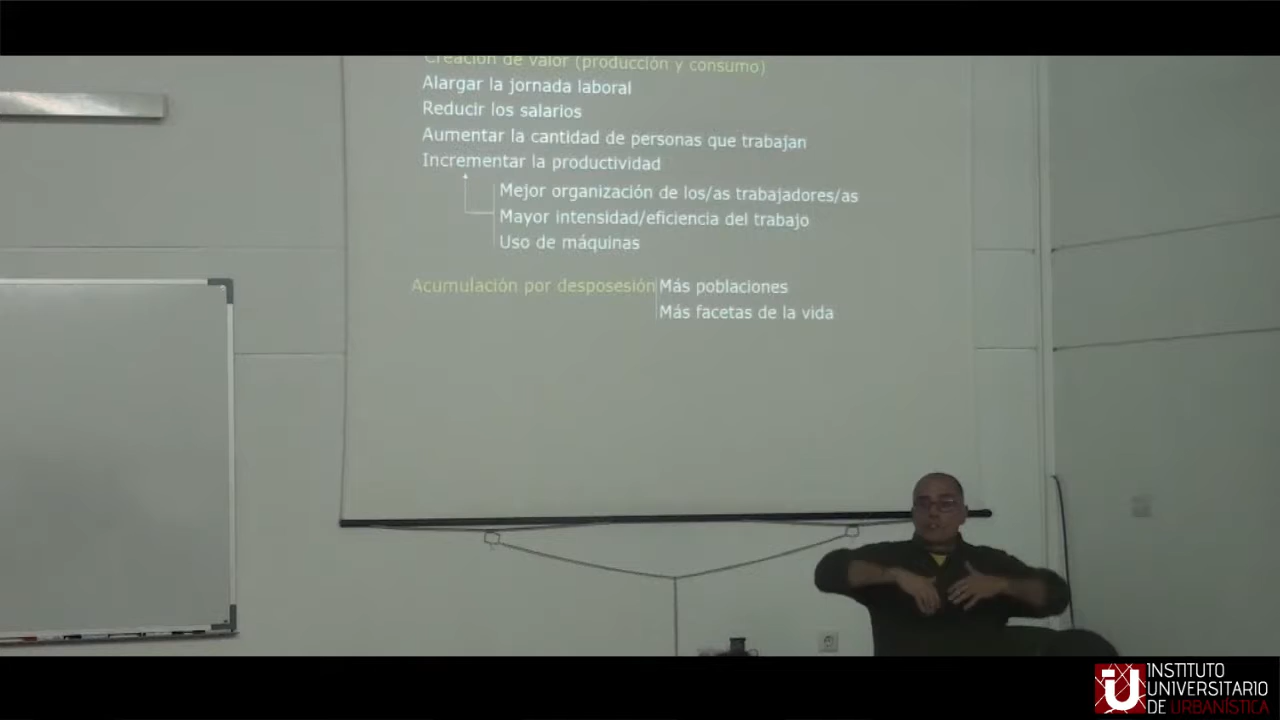 Creación de valor (producción y consumo)
Alargar la jornada laboral
Reducir los salarios
Aumentar la cantidad de personas que trabajan
Incrementar la productividad
Mejor organización de los/as trabajadores/as
Mayor intensidad/eficiencia del trabajo
Uso de máquinas
Acumulación por desposesión
Más poblaciones
Más facetas de la vida
iU INSTITUTO
UNIVERSITARIO
DE URBANÍSTICA